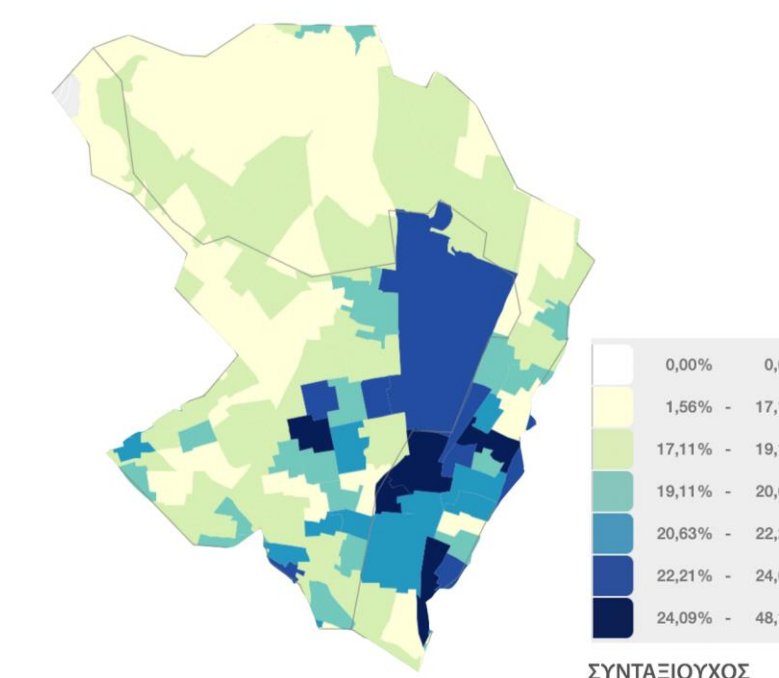 0,00% 0,
1,56% - 17,
17,11% - 19,
19,11% - 20,
20,63% - 22,
22,21% - 24,
24,09% - 48,
ΣΥΝΤΑΞΙΟΥΧΟΣ